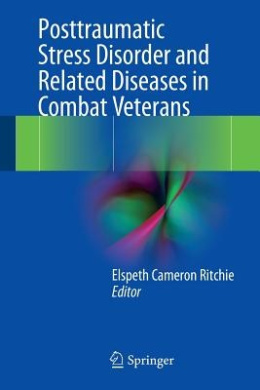 Posttraumatic
Stress Disorder and
Related Diseases in
Combat Veterans
Elspeth Cameron Ritchie
Editor
Springer